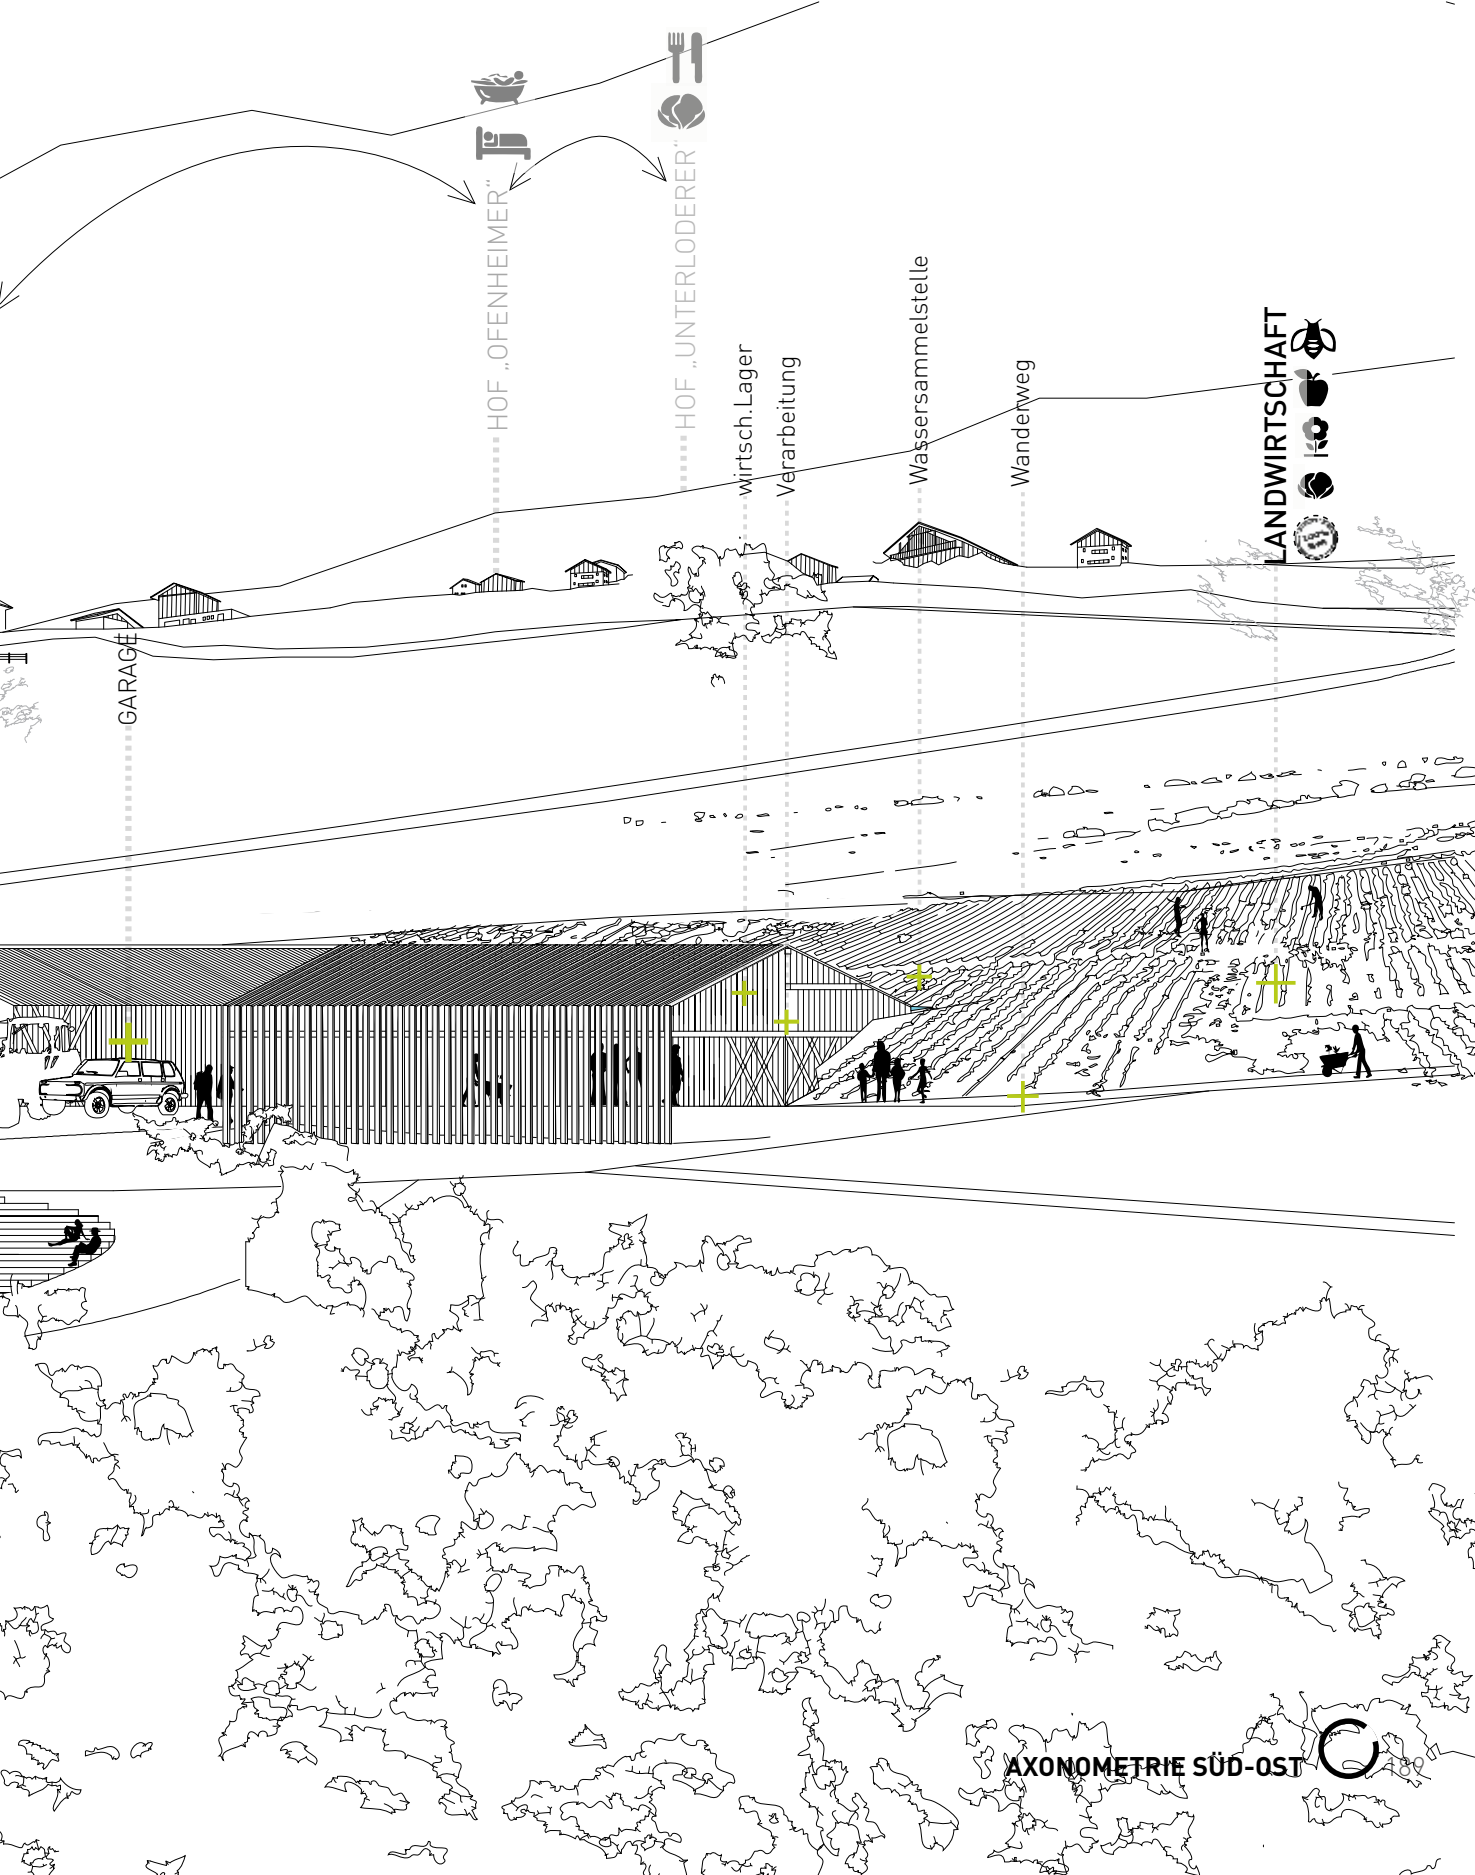 HOF „OFENHEIMER“
HOF „UNTERLODERER“
wirtsch.Lager
Verarbeitung
Wassersammelstelle
Wanderweg
LANDWIRTSCHAFT
GARAGE
AXONOMETRIE SÜD-OST
189